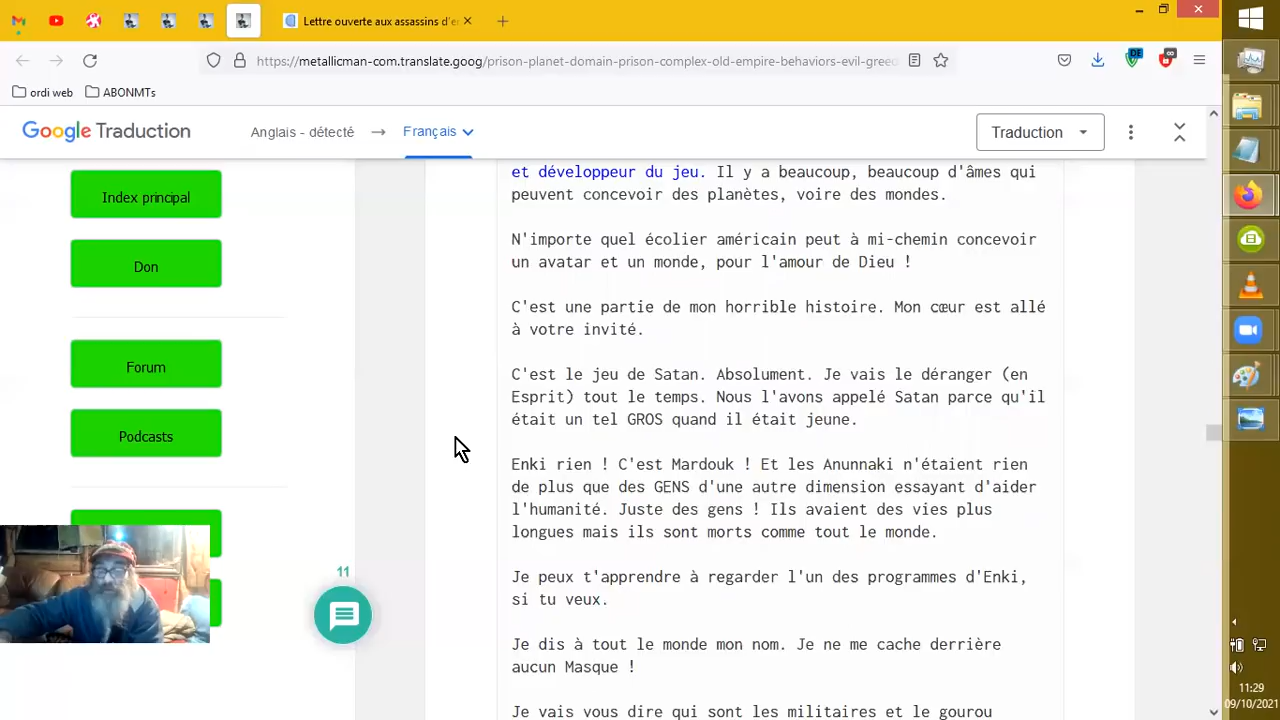 Lettre ouverte aux assassins d'e
https://metallicman-com.translate.goog/prison-planet-domain-prison-complex-old-empire-behaviors-evil-greed
ordi web
ABONMTs
DE
∞
Google Traduction
Anglais - détecté
Français
Traduction
Index principal
Don
Forum
Podcasts
11
et développeur du jeu. Il y a beaucoup, beaucoup d'âmes qui
peuvent concevoir des planètes, voire des mondes.
N'importe quel écolier américain peut à mi-chemin concevoir
un avatar et un monde, pour l'amour de Dieu !
C'est une partie de mon horrible histoire. Mon cœur est allé
à votre invité.
C'est le jeu de Satan. Absolument. Je vais le déranger (en
Esprit) tout le temps. Nous l'avons appelé Satan parce qu'il
était un tel GROS quand il était jeune.
Enki rien ! C'est Mardouk ! Et les Anunnaki n'étaient rien
de plus que des GENS d'une autre dimension essayant d'aider
l'humanité. Juste des gens ! Ils avaient des vies plus
longues mais ils sont morts comme tout le monde.
Je peux t'apprendre à regarder l'un des programmes d'Enki,
si tu veux.
Je dis à tout le monde mon nom. Je ne me cache derrière
aucun Masque !
Je vais vous dire qui sont les militaires et le gourou
11:29
09/10/2021